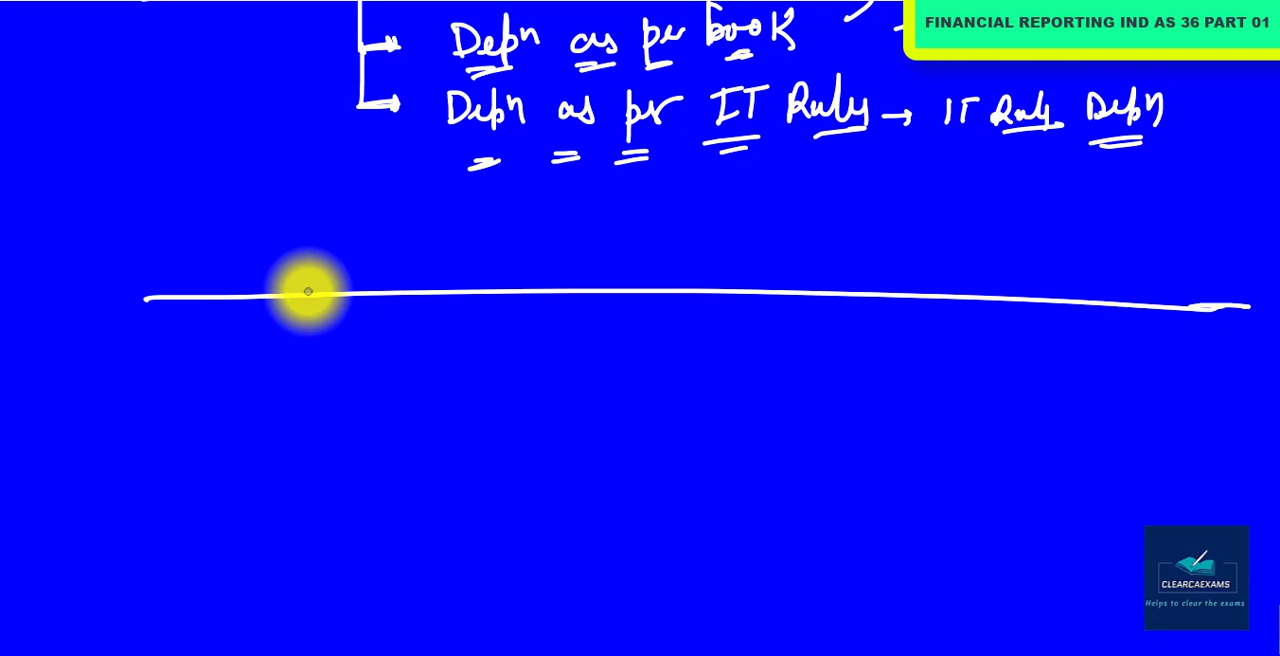 FINANCIAL REPORTING IND AS 36 PART 01
Depn as per book
Depn as per IT Rules → IT Rule Depn
CLEARCAEXAMS
Helps to clear the exams